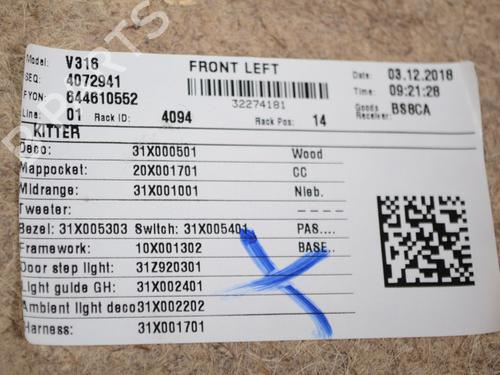 Model: V316 FRONT LEFT Date: 03.12.2018
SEQ: 4072941 Time: 09:21:28
FYON: 644610552 32274181 Goods Receiver: BS8CA
Line: 01 Rack ID: 4094 Rack Pos: 14
KITTER
Deco: 31X000501 Wood
Mappocket: 20X001701 CC
Midrange: 31X001001 Nieb.
Tweeter: ----
Bezel: 31X005303 Switch: 31X005401 PAS....
Framework: 10X001302 BASE..
Door step light: 31Z920301
Light guide GH: 31X002401
Ambient light deco31X002202
Harness: 31X001701